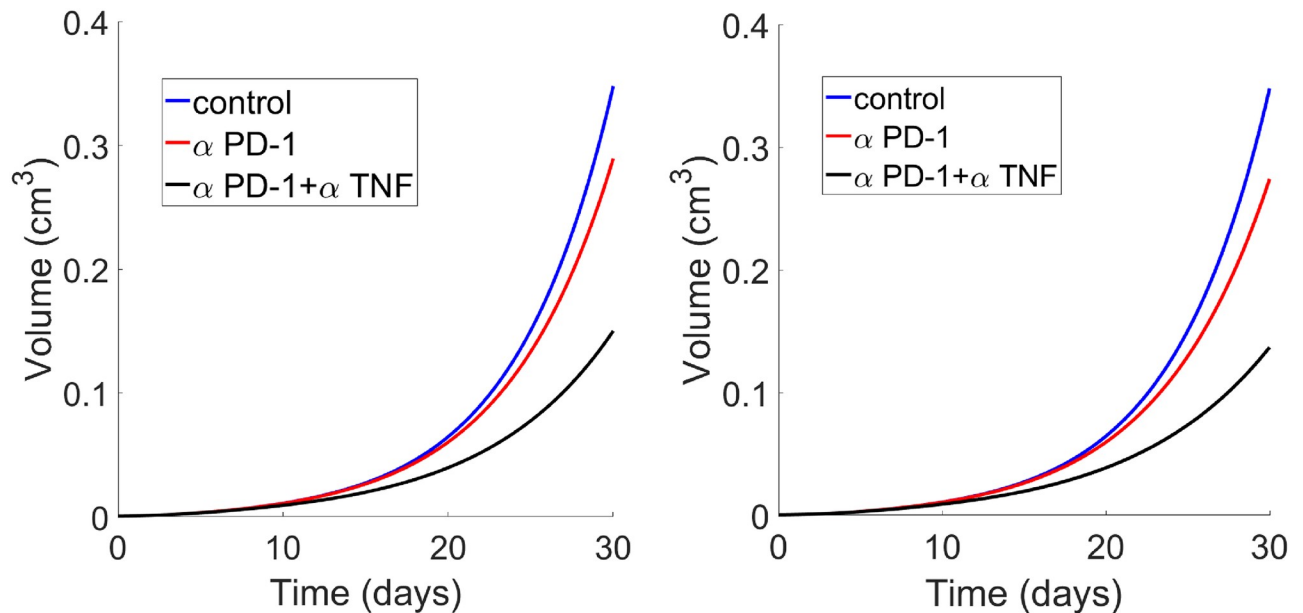 0.4
0.3
0.2
0.1
0
Volume (cm³)
control
α PD-1
α PD-1+α TNF
0 10 20 30
Time (days)
0.4
0.3
0.2
0.1
0
Volume (cm³)
control
α PD-1
α PD-1+α TNF
0 10 20 30
Time (days)